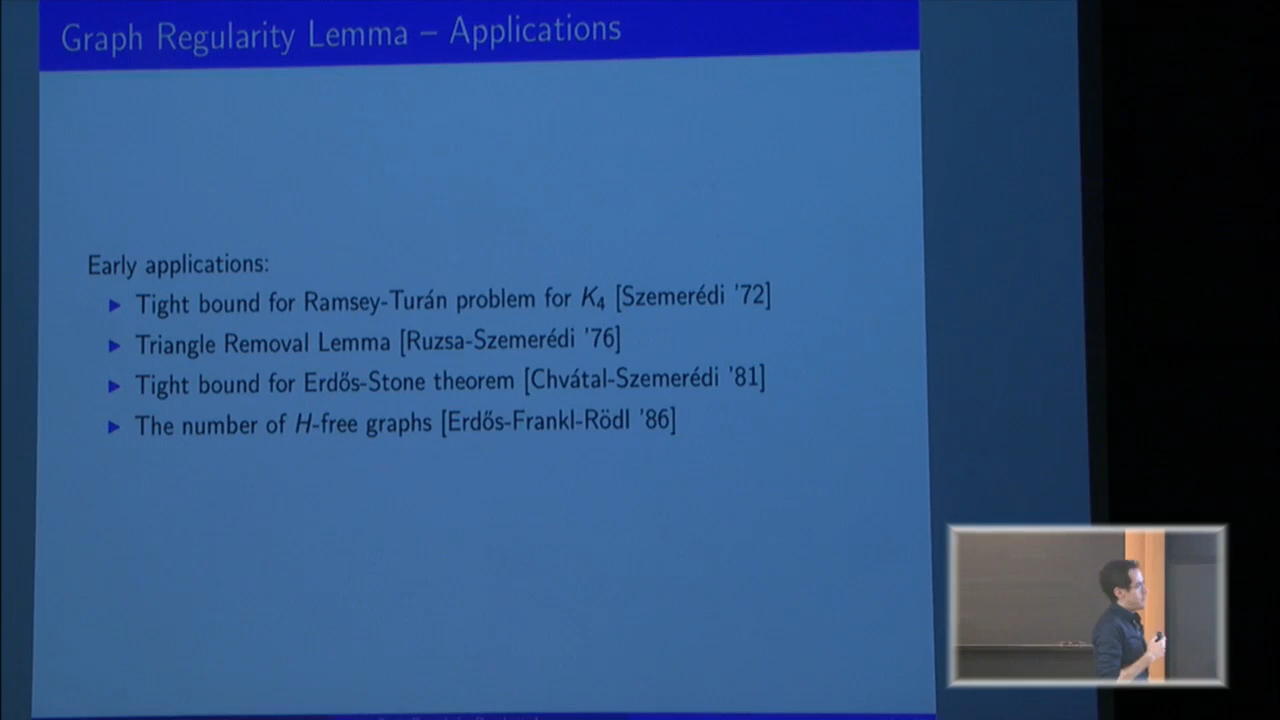 Graph Regularity Lemma – Applications
Early applications:
▶ Tight bound for Ramsey-Turán problem for K₄ [Szemerédi '72]
▶ Triangle Removal Lemma [Ruzsa-Szemerédi '76]
▶ Tight bound for Erdős-Stone theorem [Chvátal-Szemerédi '81]
▶ The number of H-free graphs [Erdős-Frankl-Rödl '86]